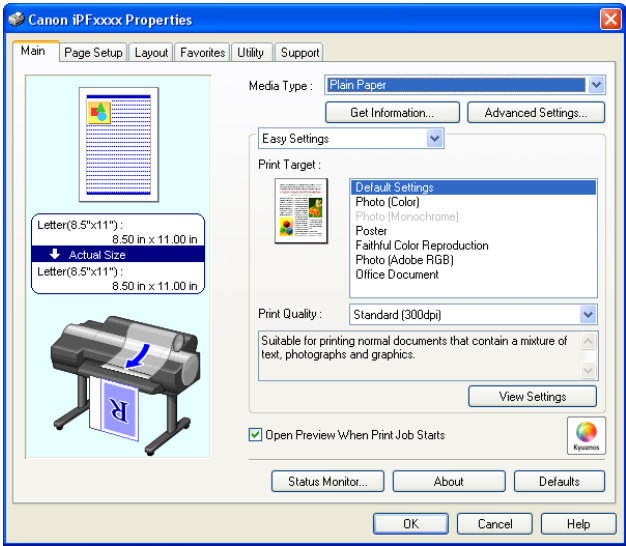 Canon iPFxxxx Properties
Main Page Setup Layout Favorites Utility Support
Media Type : Plain Paper
Get Information... Advanced Settings...
Easy Settings
Print Target :
Default Settings
Photo (Color)
Photo (Monochrome)
Poster
Faithful Color Reproduction
Photo (Adobe RGB)
Office Document
Letter(8.5"x11") :
8.50 in x 11.00 in
Actual Size
Letter(8.5"x11") :
8.50 in x 11.00 in
R
Print Quality : Standard (300dpi)
Suitable for printing normal documents that contain a mixture of
text, photographs and graphics.
View Settings
Open Preview When Print Job Starts
Kyuanos
Status Monitor... About Defaults
OK Cancel Help